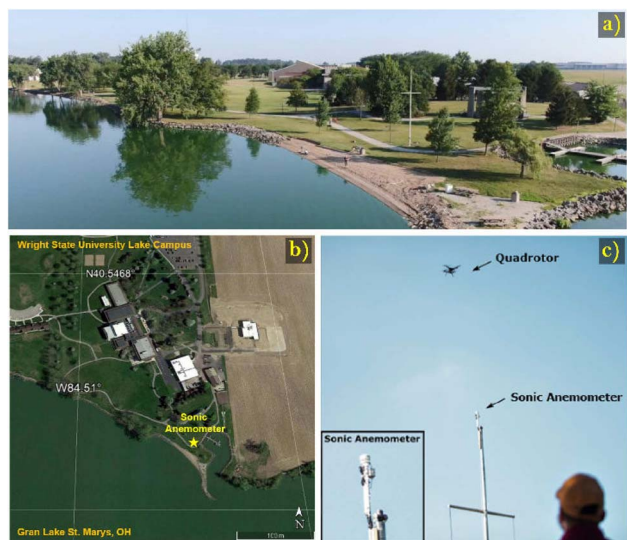 a)
Wright State University Lake Campus
b)
N40.5468°
W84.51°
Sonic
Anemometer
Gran Lake St. Marys, OH
100 m
N
c)
Quadrotor
Sonic Anemometer
Sonic Anemometer